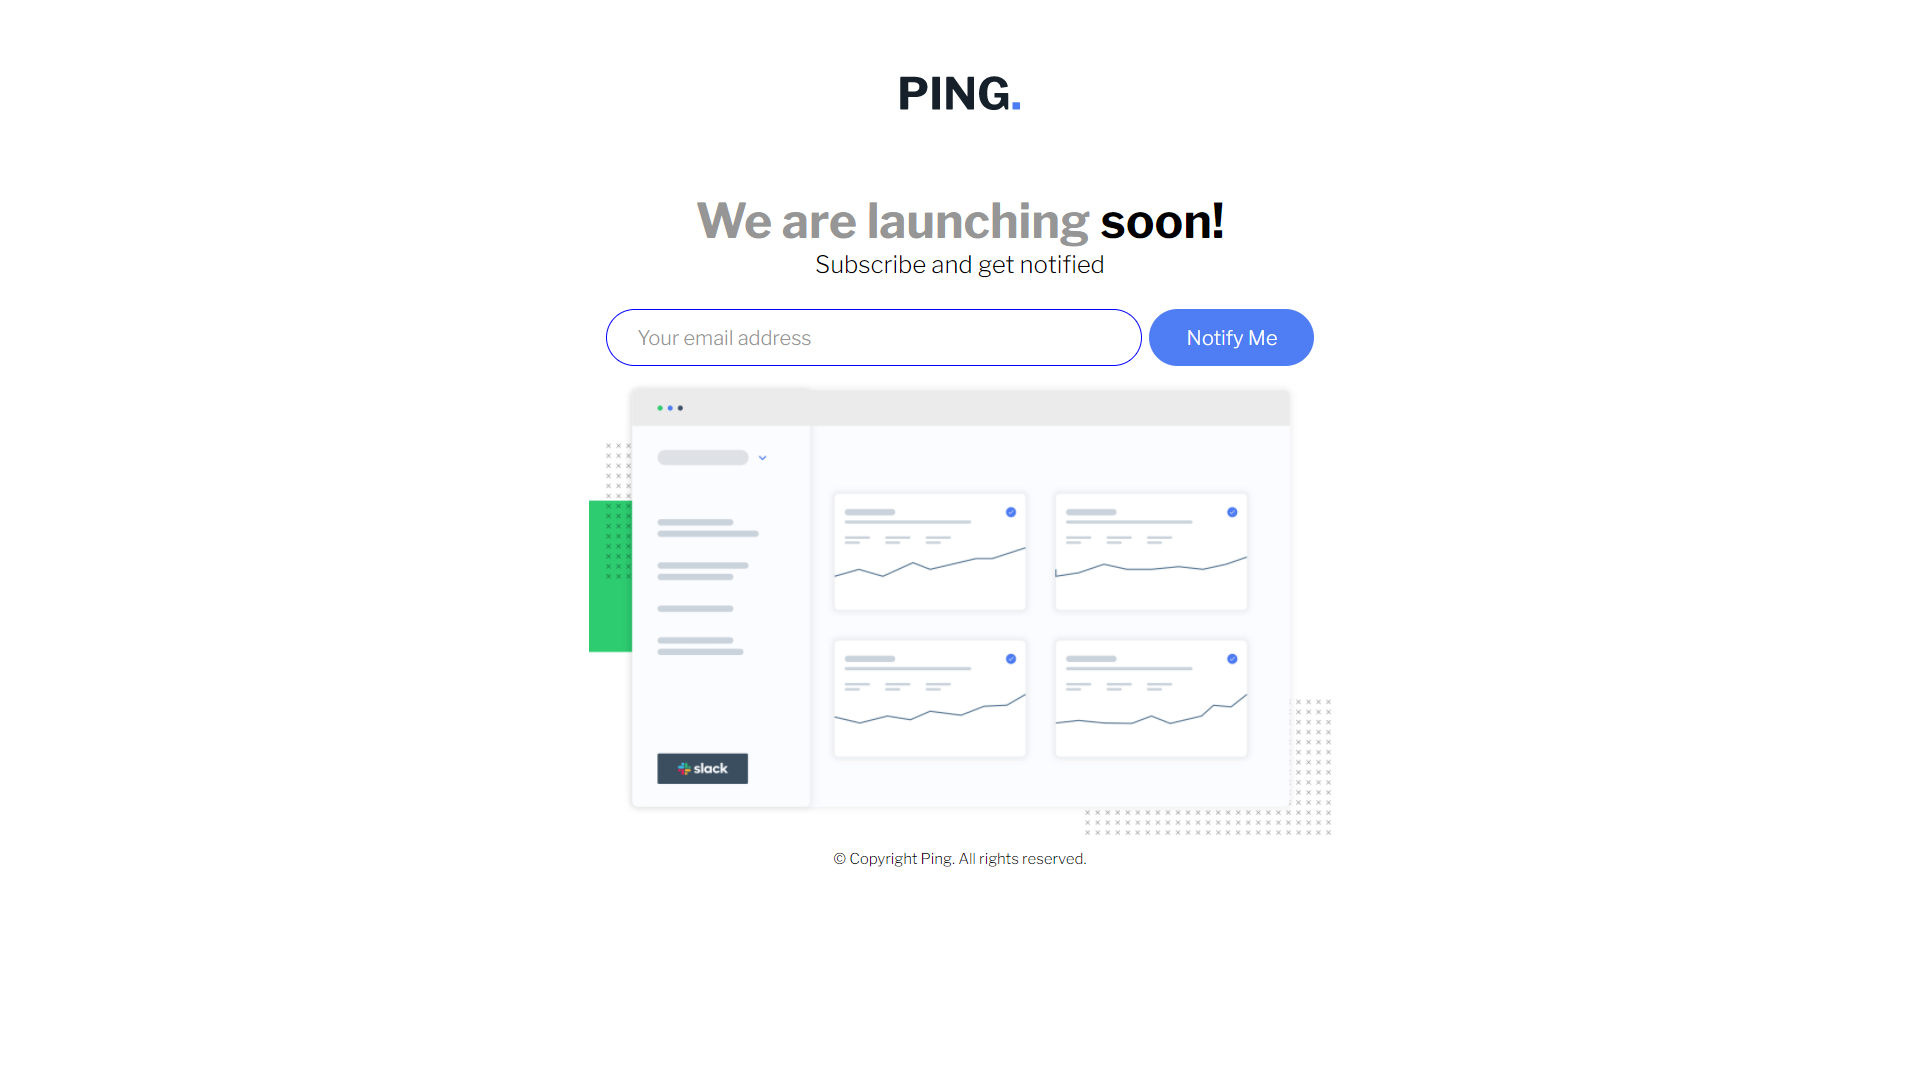 PING.
We are launching soon!
Subscribe and get notified
Your email address
Notify Me
slack
© Copyright Ping. All rights reserved.